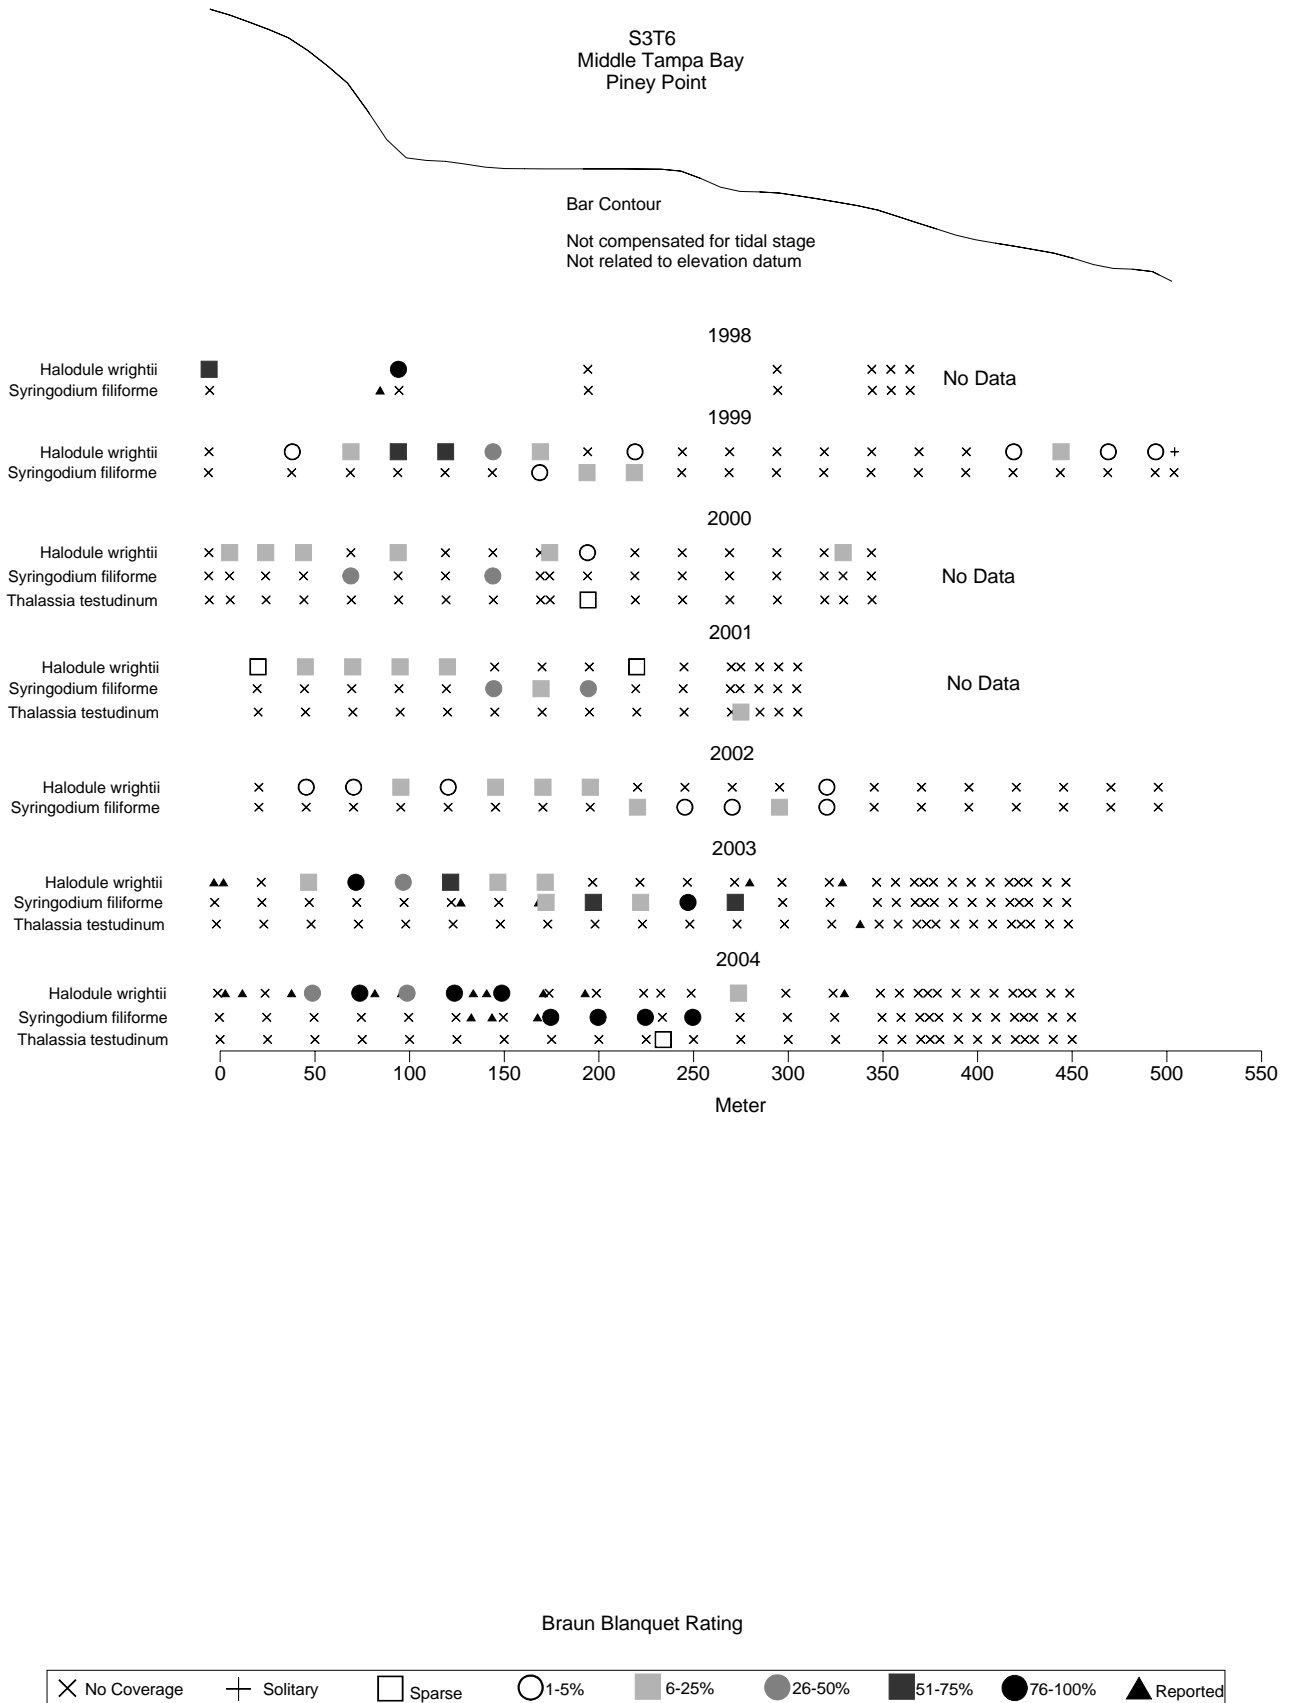 S3T6
Middle Tampa Bay
Piney Point
Bar Contour
Not compensated for tidal stage
Not related to elevation datum
1998
Halodule wrightii
Syringodium filiforme
No Data
1999
Halodule wrightii
Syringodium filiforme
2000
Halodule wrightii
Syringodium filiforme
Thalassia testudinum
No Data
2001
Halodule wrightii
Syringodium filiforme
Thalassia testudinum
No Data
2002
Halodule wrightii
Syringodium filiforme
2003
Halodule wrightii
Syringodium filiforme
Thalassia testudinum
2004
Halodule wrightii
Syringodium filiforme
Thalassia testudinum
0 50 100 150 200 250 300 350 400 450 500 550
Meter
Braun Blanquet Rating
No Coverage Solitary Sparse 1-5% 6-25% 26-50% 51-75% 76-100% Reported